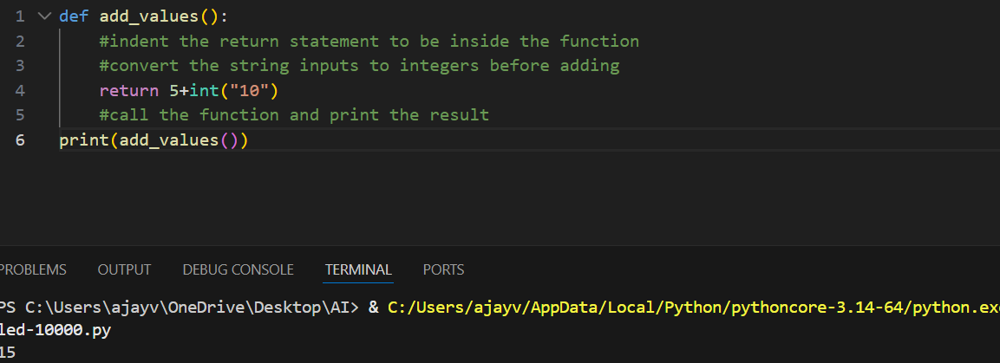 1 def add_values():
2 #indent the return statement to be inside the function
3 #convert the string inputs to integers before adding
4 return 5+int("10")
5 #call the function and print the result
6 print(add_values())
PROBLEMS OUTPUT DEBUG CONSOLE TERMINAL PORTS
PS C:\Users\ajayv\OneDrive\Desktop\AI> & C:/Users/ajayv/AppData/Local/Python/pythoncore-3.14-64/python.exe
led-10000.py
15